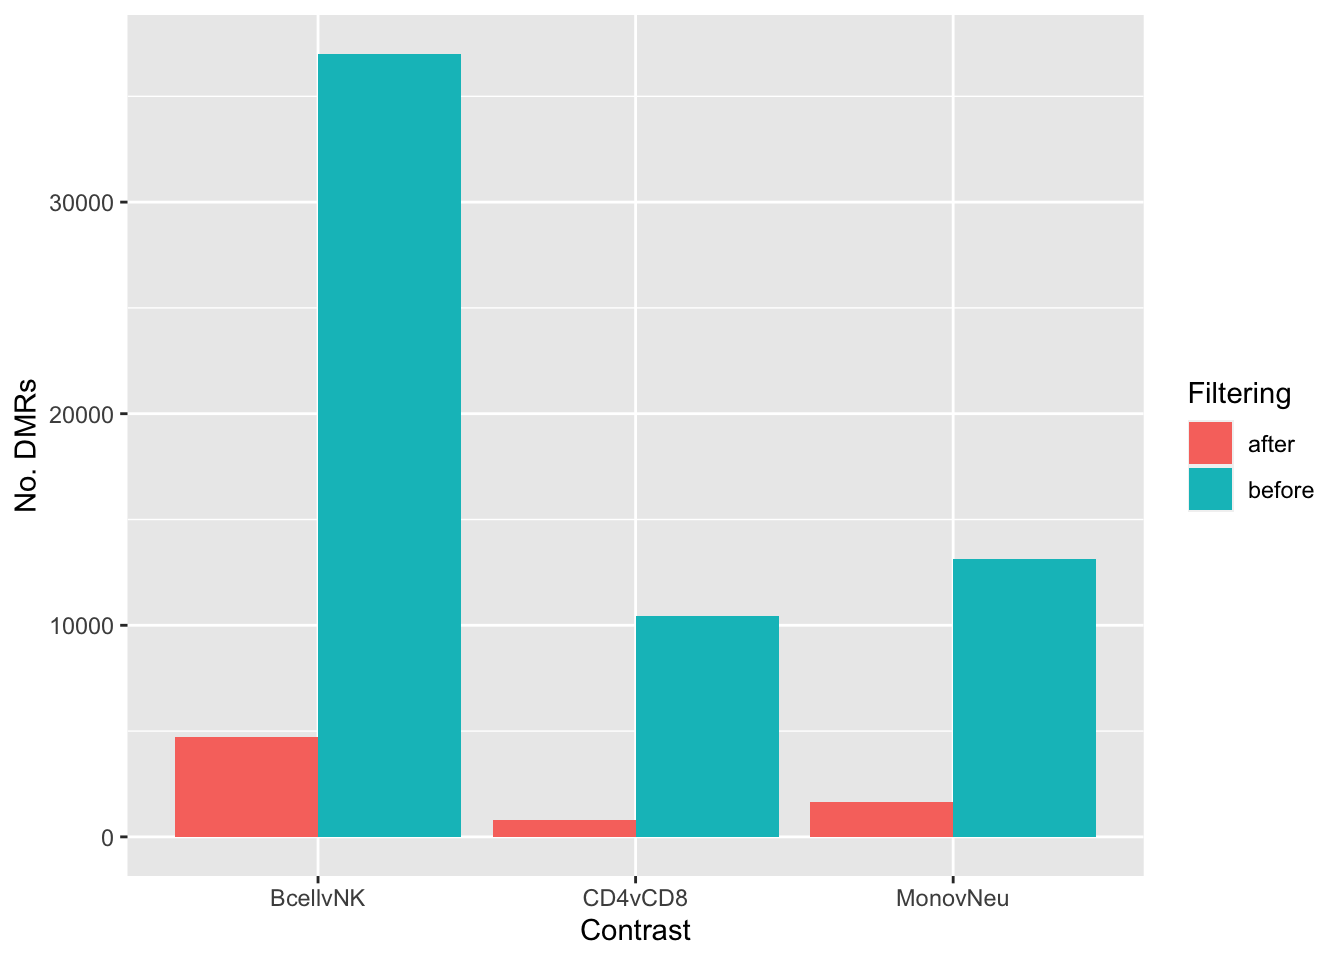 No. DMRs
30000
20000
10000
0
BcellvNK
CD4vCD8
MonovNeu
Contrast
Filtering
after
before